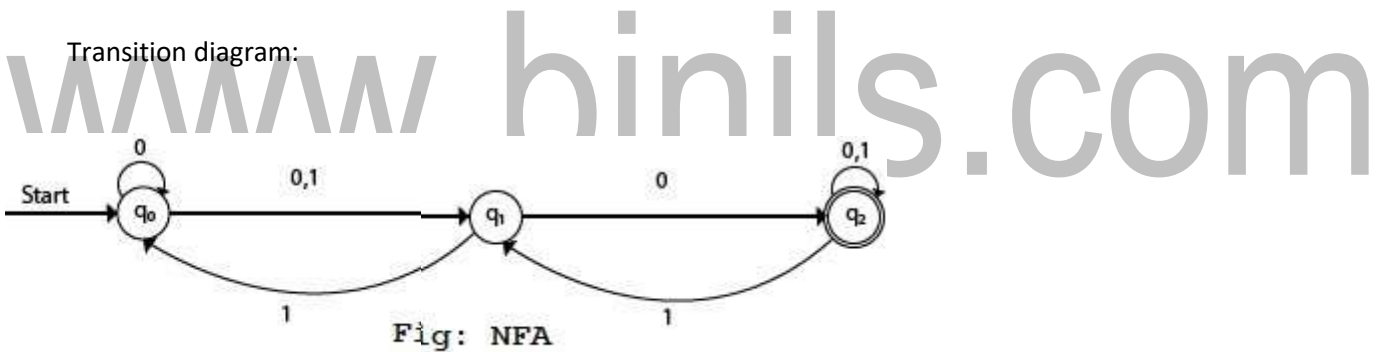 www binils.com
Transition diagram:
0
0,1
0
0,1
Start
q₀
q₁
q₂
1
1
Fig: NFA